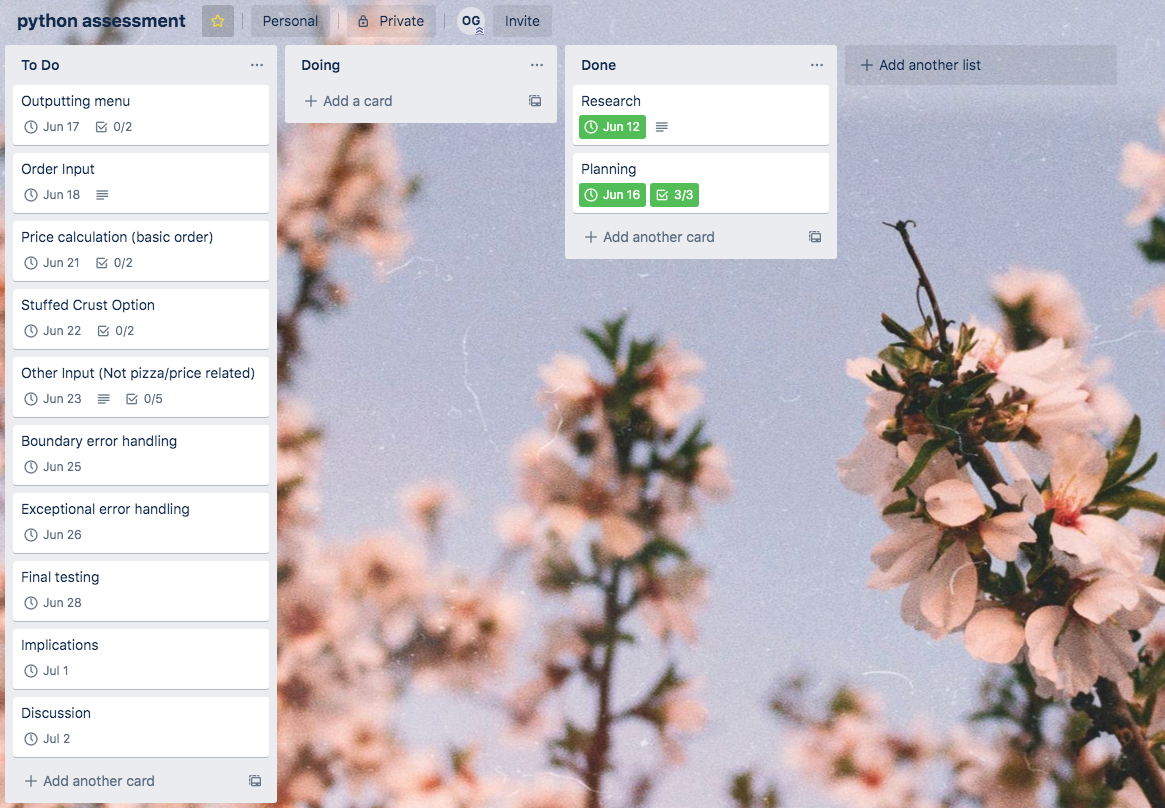 python assessment
Personal
Private
OG
Invite
To Do
Outputting menu
Jun 17 0/2
Order Input
Jun 18
Price calculation (basic order)
Jun 21 0/2
Stuffed Crust Option
Jun 22 0/2
Other Input (Not pizza/price related)
Jun 23 0/5
Boundary error handling
Jun 25
Exceptional error handling
Jun 26
Final testing
Jun 28
Implications
Jul 1
Discussion
Jul 2
+ Add another card
Doing
+ Add a card
Done
Research
Jun 12
Planning
Jun 16 3/3
+ Add another card
+ Add another list